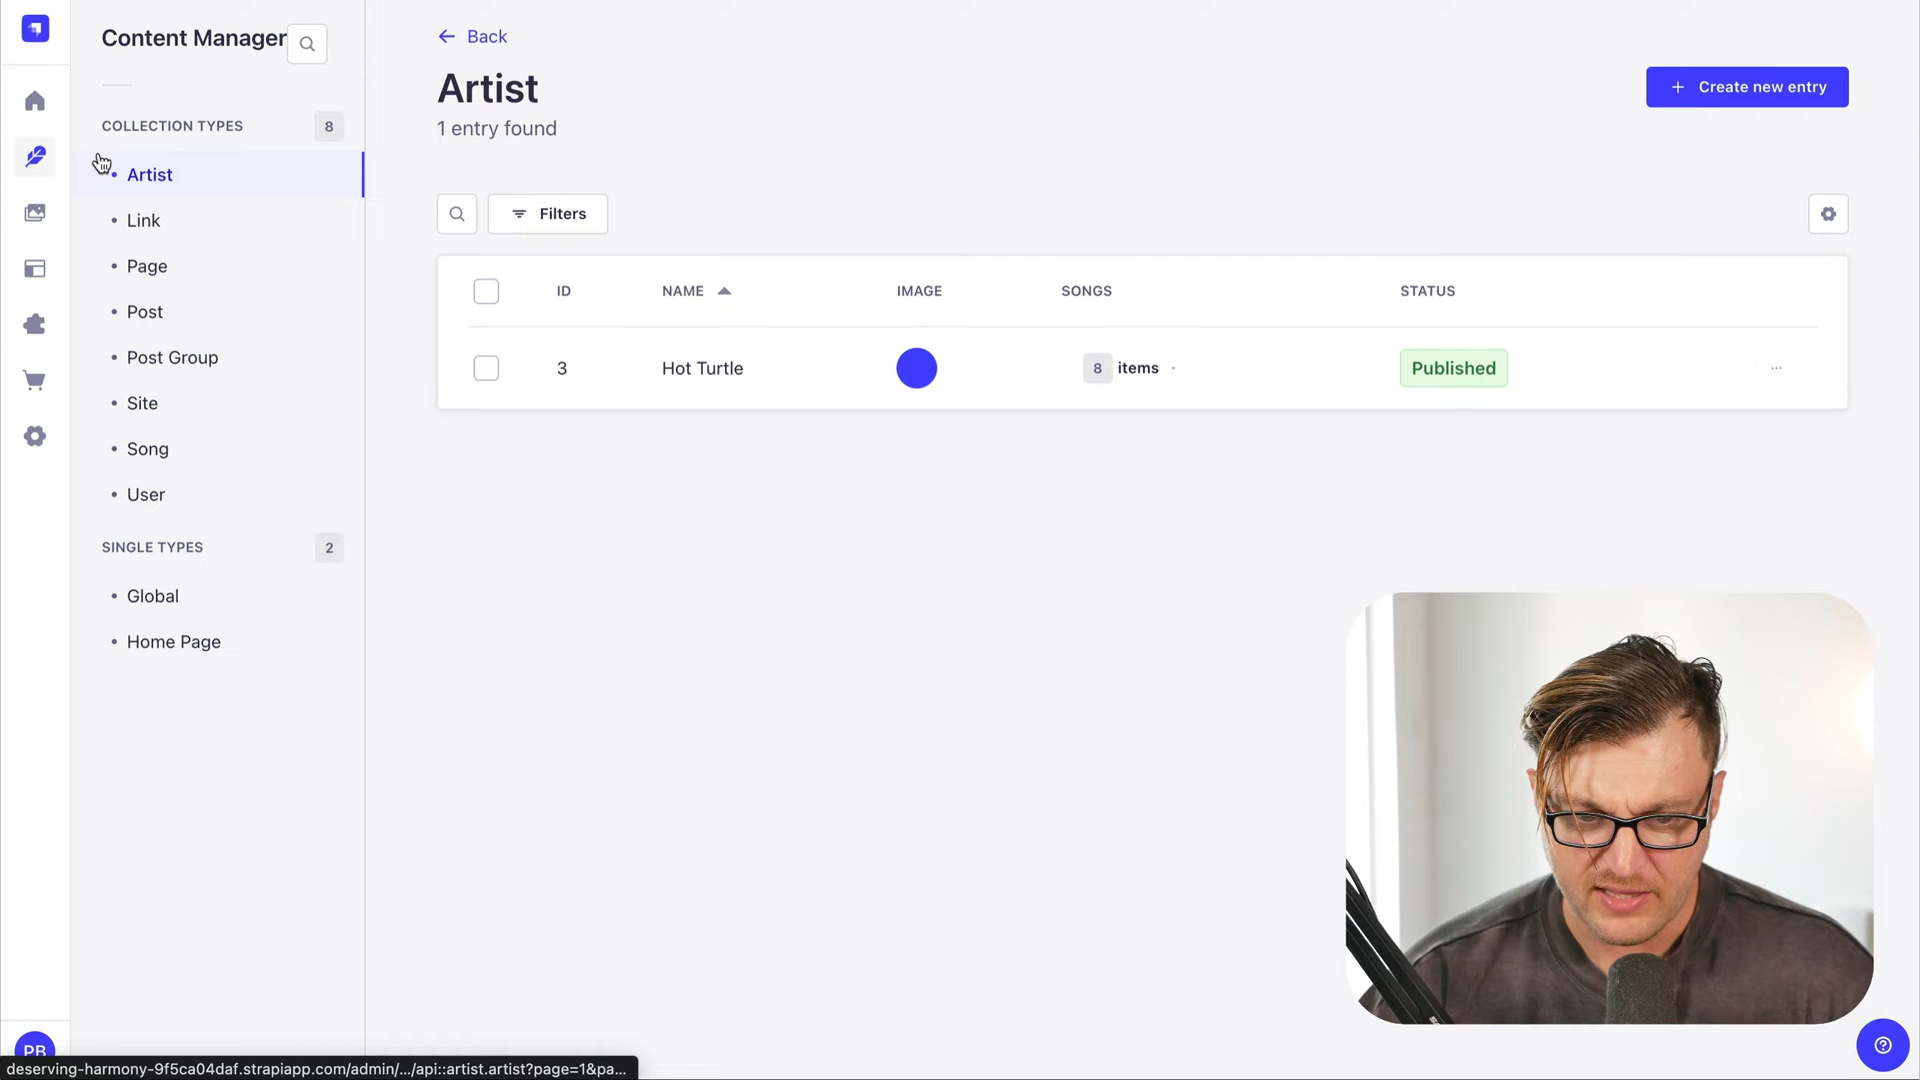 Content Manager
COLLECTION TYPES 8
Artist
Link
Page
Post
Post Group
Site
Song
User
SINGLE TYPES 2
Global
Home Page
PB
Back
Artist
1 entry found
+ Create new entry
Filters
ID NAME IMAGE SONGS STATUS
3 Hot Turtle 8 items Published ...
deserving-harmony-9f5ca04daf.strapiapp.com/admin/.../api::artist.artist?page=1&pa...